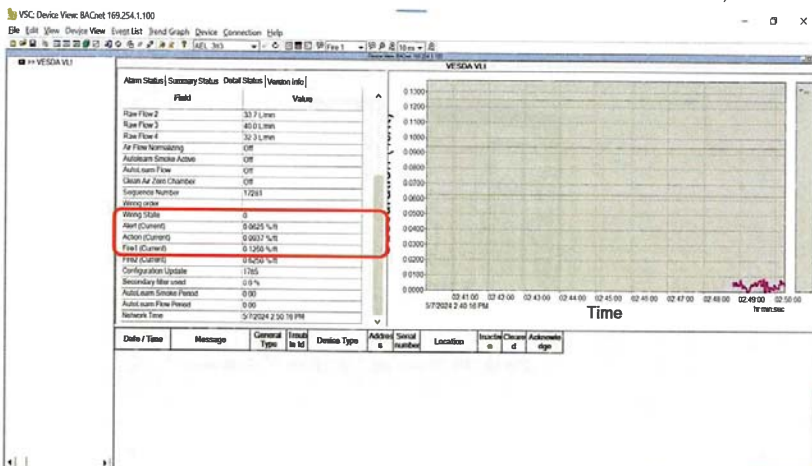 VSC: Device View: BACnet 169.254.1.100
File Edit View Device View Event List Trend Graph Device Connection Help
Fire 1 10 ms
VESDA VLI
VESDA VLI
Alarm Status Summary Status Detail Status Version Info
Field Value
Raw Flow 2 33.7 L/min
Raw Flow 3 40.0 L/min
Raw Flow 4 32.3 L/min
Air Flow Normalizing Off
Autolearn Smoke Active Off
AutoLearn Flow Off
Clean Air Zero Chamber Off
Sequence Number 17261
Wiring order
Wiring State 0
Alert (Current) 0.0625 %/ft
Action (Current) 0.0937 %/ft
Fire1 (Current) 0.1250 %/ft
Fire2 (Current) 0.6250 %/ft
Configuration Update 1765
Secondary filter used 0.0 %
AutoLearn Smoke Period 0:00
AutoLearn Flow Period 0:00
Network Time 5/7/2024 2:50:16 PM
0.1300
0.1200
0.1100
0.1000
0.0900
0.0800
0.0700
0.0600
0.0500
0.0400
0.0300
0.0200
0.0100
0.0000
02:41:00 02:42:00 02:43:00 02:44:00 02:45:00 02:46:00 02:47:00 02:48:00 02:49:00 02:50:00
5/7/2024 2:40:16 PM
Time
hr:min:sec
Date / Time Message General Type Device Type Address Serial number Location Cleared Acknowledge